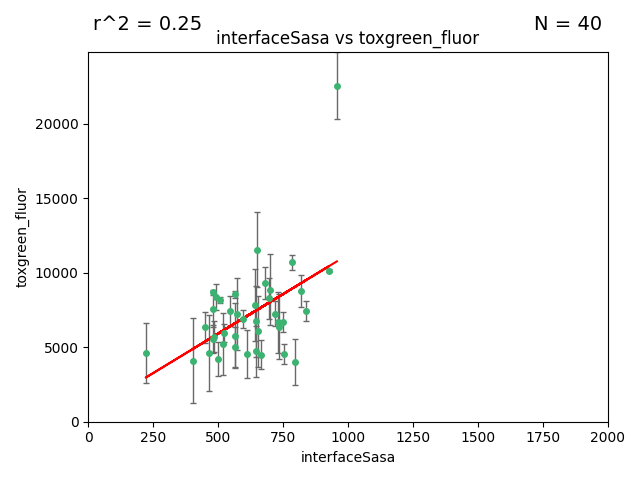 r^2 = 0.25
N = 40
interfaceSasa vs toxgreen_fluor
toxgreen_fluor
20000
15000
10000
5000
0
0 250 500 750 1000 1250 1500 1750 2000
interfaceSasa